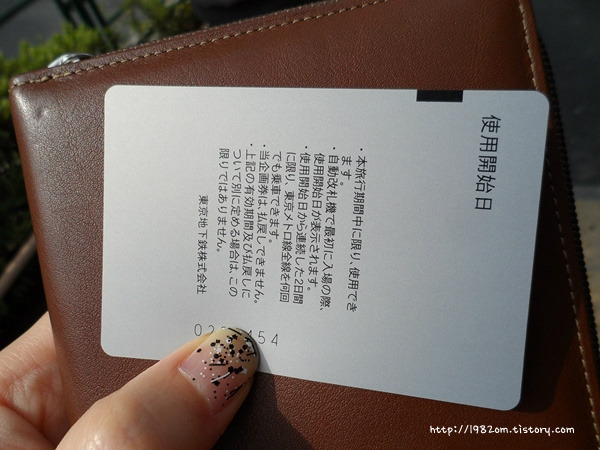 使用開始日
・本旅行期間中に限り、使用でき
ます。
・自動改札機で最初に入場の際、
使用開始日が表示されます。
・使用開始日から連続した2日間
に限り、東京メトロ線全線を何回
でも乗車できます。
・当企画券は、払戻しできません。
・上記の有効期間及び払戻しに
ついて別に定める場合は、この
限りではありません。
東京地下鉄株式会社
http://1982om.tistory.com